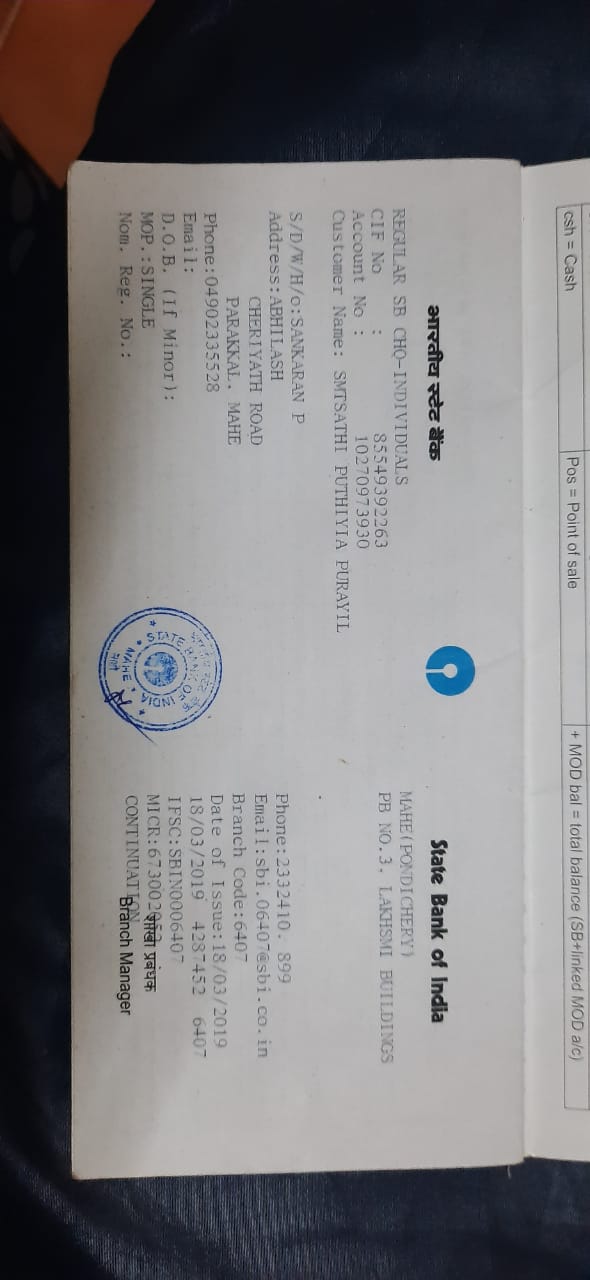 csh = Cash
Pos = Point of sale
+ MOD bal = total balance (SB+linked MOD a/c)
भारतीय स्टेट बैंक
REGULAR SB CHQ-INDIVIDUALS
CIF No : 85549392263
Account No : 10270973930
Customer Name: SMTSATHI PUTHIYIA PURAYIL
S/D/W/H/o:SANKARAN P
Address:ABHILASH
CHERIYATH ROAD
PARAKKAL. MAHE
Phone:04902335528
Email:
D.O.B. (If Minor):
MOP.:SINGLE
Nom. Reg. No.:
भारतीय स्टेट बैंक
STATE BANK OF INDIA
MAHE
State Bank of India
MAHE(PONDICHERY)
PB NO.3, LAKHSMI BUILDINGS
Phone:2332410. 899
Email:sbi.06407@sbi.co.in
Branch Code:6407
Date of Issue:18/03/2019
18/03/2019 4287452 6407
IFSC:SBIN0006407
MICR:673002052
शाखा प्रबंधक
CONTINUATION
Branch Manager